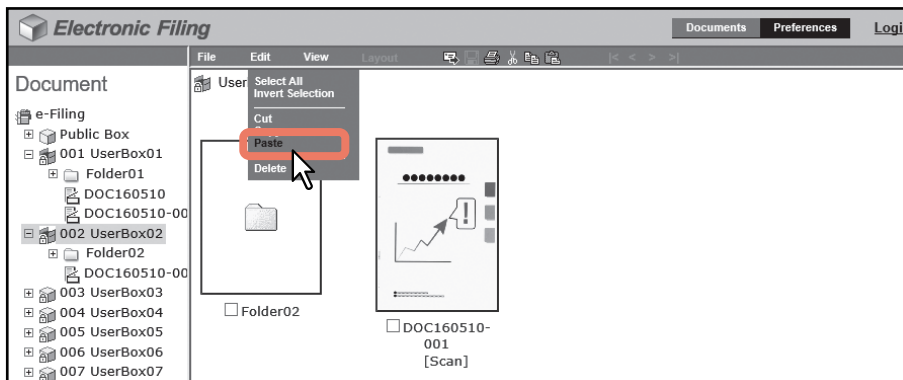 Electronic Filing
Documents Preferences
File Edit View Layout |< < > >|
Document
User
Select All
Invert Selection
Cut
Paste
Delete
e-Filing
Public Box
001 UserBox01
Folder01
DOC160510
DOC160510-00
002 UserBox02
Folder02
DOC160510-00
003 UserBox03
004 UserBox04
005 UserBox05
006 UserBox06
007 UserBox07
!
Folder02
DOC160510-
001
[Scan]